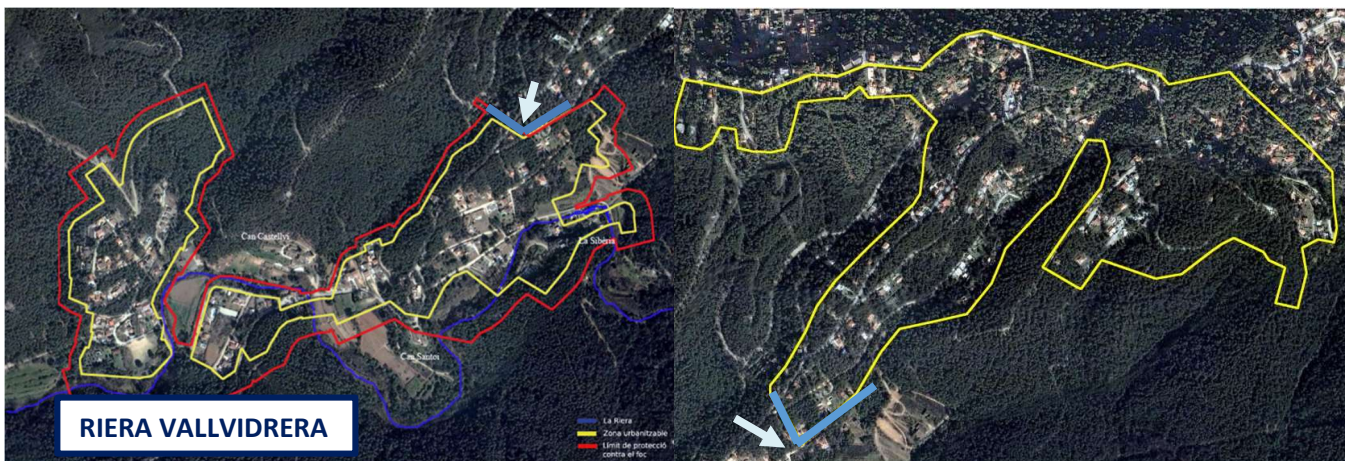 Can Castellví
La Sibèria
Can Santoi
RIERA VALLVIDRERA
La Riera
Zona urbanitzable
Límit de protecció
contra el foc